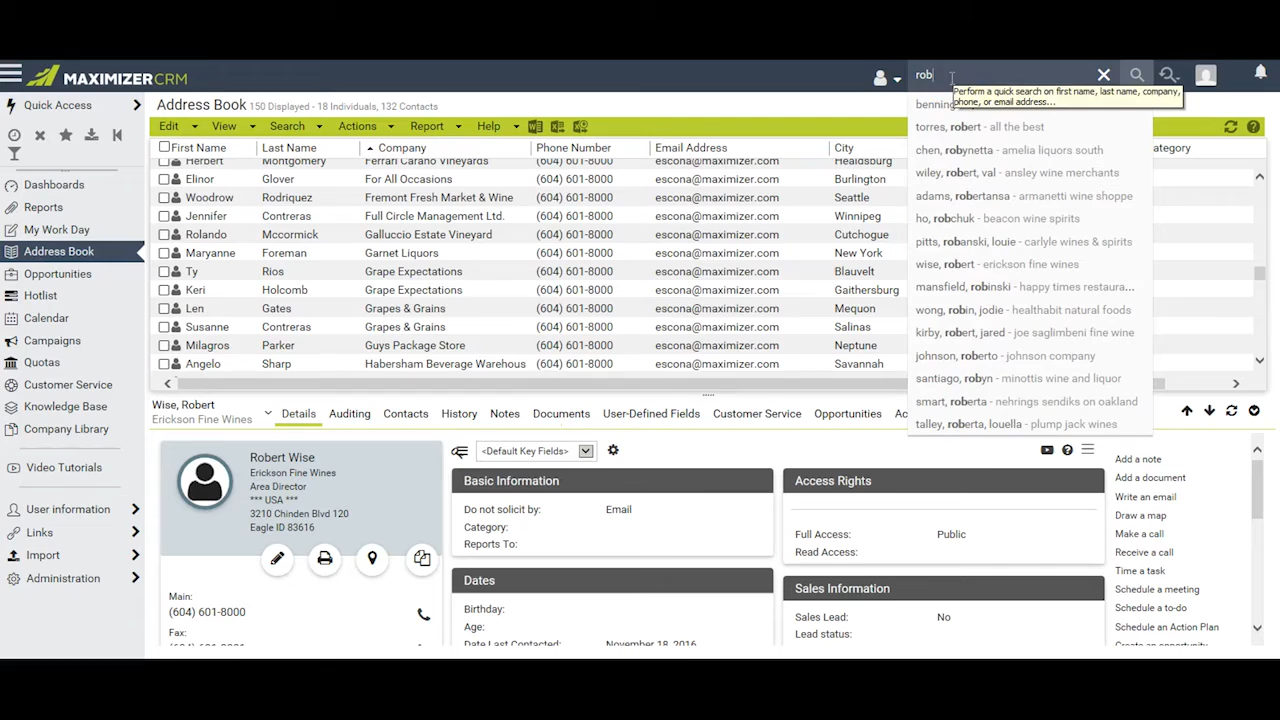 MAXIMIZER CRM
rob
Perform a quick search on first name, last name, company,
phone, or email address...
benning
torres, robert - all the best
chen, robynetta - amelia liquors south
wiley, robert, val - ansley wine merchants
adams, robertansa - armanetti wine shoppe
ho, robchuk - beacon wine spirits
pitts, robanski, louie - carlyle wines & spirits
wise, robert - erickson fine wines
mansfield, robinski - happy times restaura...
wong, robin, jodie - healthabit natural foods
kirby, robert, jared - joe saglimbeni fine wine
johnson, roberto - johnson company
santiago, robyn - minottis wine and liquor
smart, roberta - nehrings sendiks on oakland
talley, roberta, louella - plump jack wines
Quick Access
Dashboards
Reports
My Work Day
Address Book
Opportunities
Hotlist
Calendar
Campaigns
Quotas
Customer Service
Knowledge Base
Company Library
Video Tutorials
User information
Links
Import
Administration
Address Book 150 Displayed - 18 Individuals, 132 Contacts
Edit View Search Actions Report Help
First Name Last Name Company Phone Number Email Address City
Herbert Montgomery Ferrari Carano Vineyards (604) 601-8000 escona@maximizer.com Healdsburg
Elinor Glover For All Occasions (604) 601-8000 escona@maximizer.com Burlington
Woodrow Rodriquez Fremont Fresh Market & Wine (604) 601-8000 escona@maximizer.com Seattle
Jennifer Contreras Full Circle Management Ltd. (604) 601-8000 escona@maximizer.com Winnipeg
Rolando Mccormick Galluccio Estate Vineyard (604) 601-8000 escona@maximizer.com Cutchogue
Maryanne Foreman Garnet Liquors (604) 601-8000 escona@maximizer.com New York
Ty Rios Grape Expectations (604) 601-8000 escona@maximizer.com Blauvelt
Keri Holcomb Grape Expectations (604) 601-8000 escona@maximizer.com Gaithersburg
Len Gates Grapes & Grains (604) 601-8000 escona@maximizer.com Mequon
Susanne Contreras Grapes & Grains (604) 601-8000 escona@maximizer.com Salinas
Milagros Parker Guys Package Store (604) 601-8000 escona@maximizer.com Neptune
Angelo Sharp Habersham Beverage Warehous (604) 601-8000 escona@maximizer.com Savannah
Wise, Robert
Erickson Fine Wines
Details Auditing Contacts History Notes Documents User-Defined Fields Customer Service Opportunities
Robert Wise
Erickson Fine Wines
Area Director
*** USA ***
3210 Chinden Blvd 120
Eagle ID 83616
Main:
(604) 601-8000
Fax:
<Default Key Fields>
Basic Information
Do not solicit by: Email
Category:
Reports To:
Dates
Birthday:
Age:
Date Last Contacted: November 18, 2016
Access Rights
Full Access: Public
Read Access:
Sales Information
Sales Lead: No
Lead status:
Add a note
Add a document
Write an email
Draw a map
Make a call
Receive a call
Time a task
Schedule a meeting
Schedule a to-do
Schedule an Action Plan
Create an opportunity